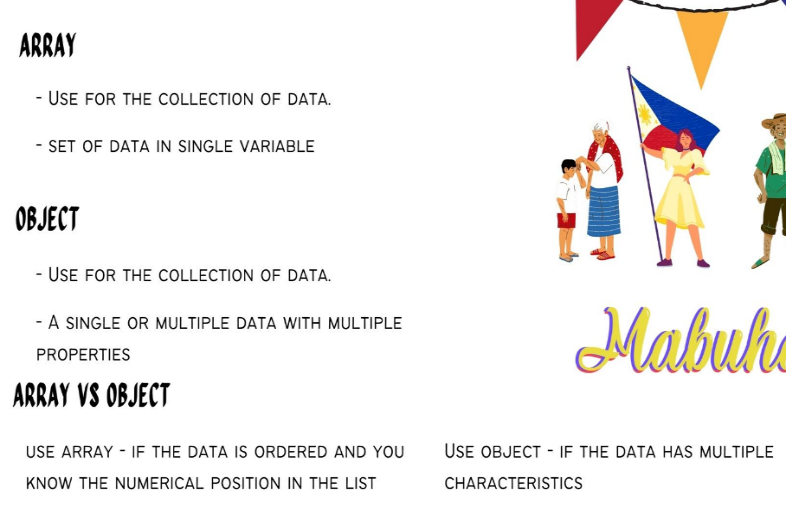 ARRAY
- USE FOR THE COLLECTION OF DATA.
- SET OF DATA IN SINGLE VARIABLE
OBJECT
- USE FOR THE COLLECTION OF DATA.
- A SINGLE OR MULTIPLE DATA WITH MULTIPLE
PROPERTIES
Mabuh
ARRAY VS OBJECT
USE ARRAY - IF THE DATA IS ORDERED AND YOU
KNOW THE NUMERICAL POSITION IN THE LIST
USE OBJECT - IF THE DATA HAS MULTIPLE
CHARACTERISTICS